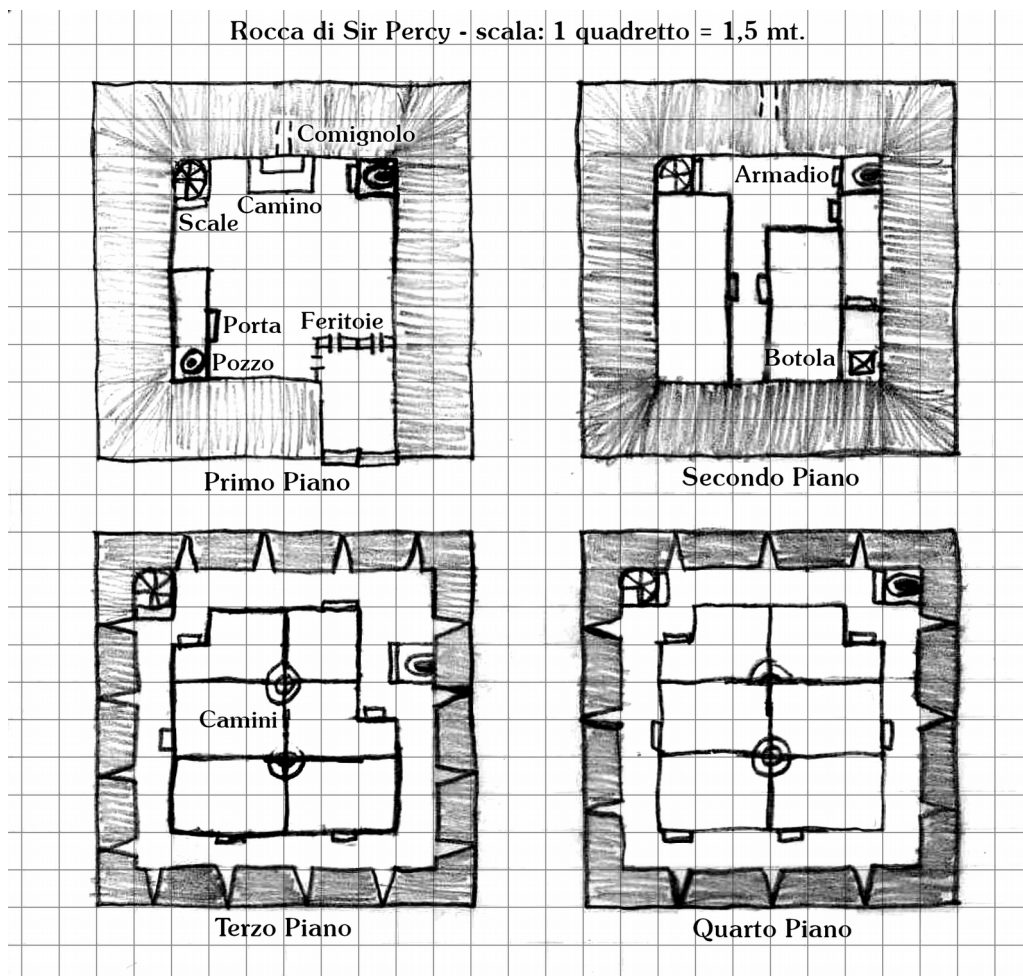 Rocca di Sir Percy - scala: 1 quadretto = 1,5 mt.
Comignolo
Camino
Scale
Porta
Feritoie
Pozzo
Primo Piano
Armadio
Botola
Secondo Piano
Camini
Terzo Piano
Quarto Piano